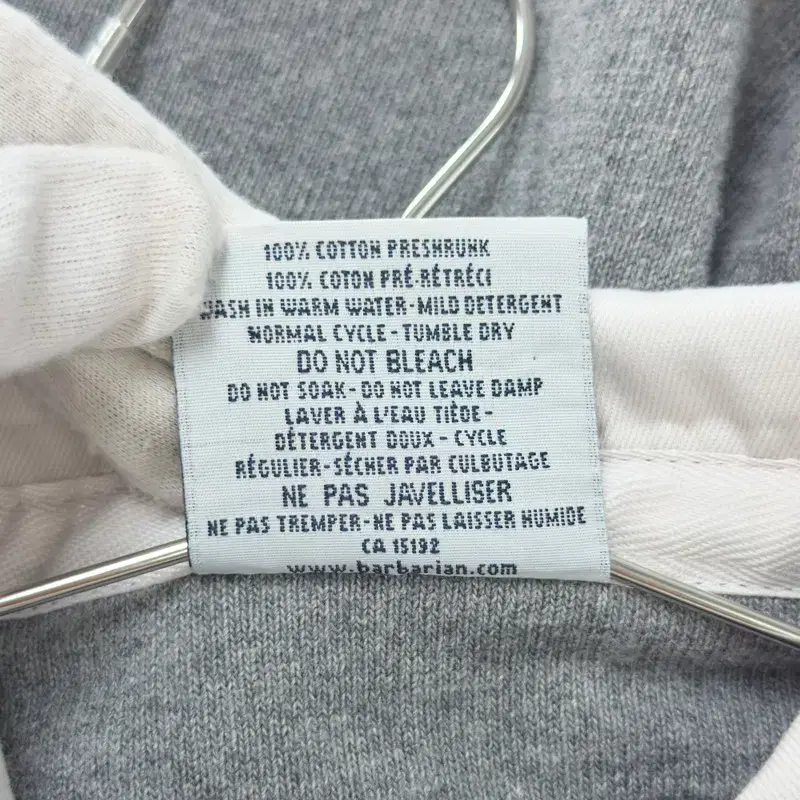 100% COTTON PRESHRUNK
100% COTON PRÉ-RÉTRÉCI
WASH IN WARM WATER-MILD DETERGENT
NORMAL CYCLE-TUMBLE DRY
DO NOT BLEACH
DO NOT SOAK-DO NOT LEAVE DAMP
LAVER À L'EAU TIÈDE-
DÉTERGENT DOUX-CYCLE
RÉGULIER-SÉCHER PAR CULBUTAGE
NE PAS JAVELLISER
NE PAS TREMPER-NE PAS LAISSER HUMIDE
CA 15192
www.barbarian.com